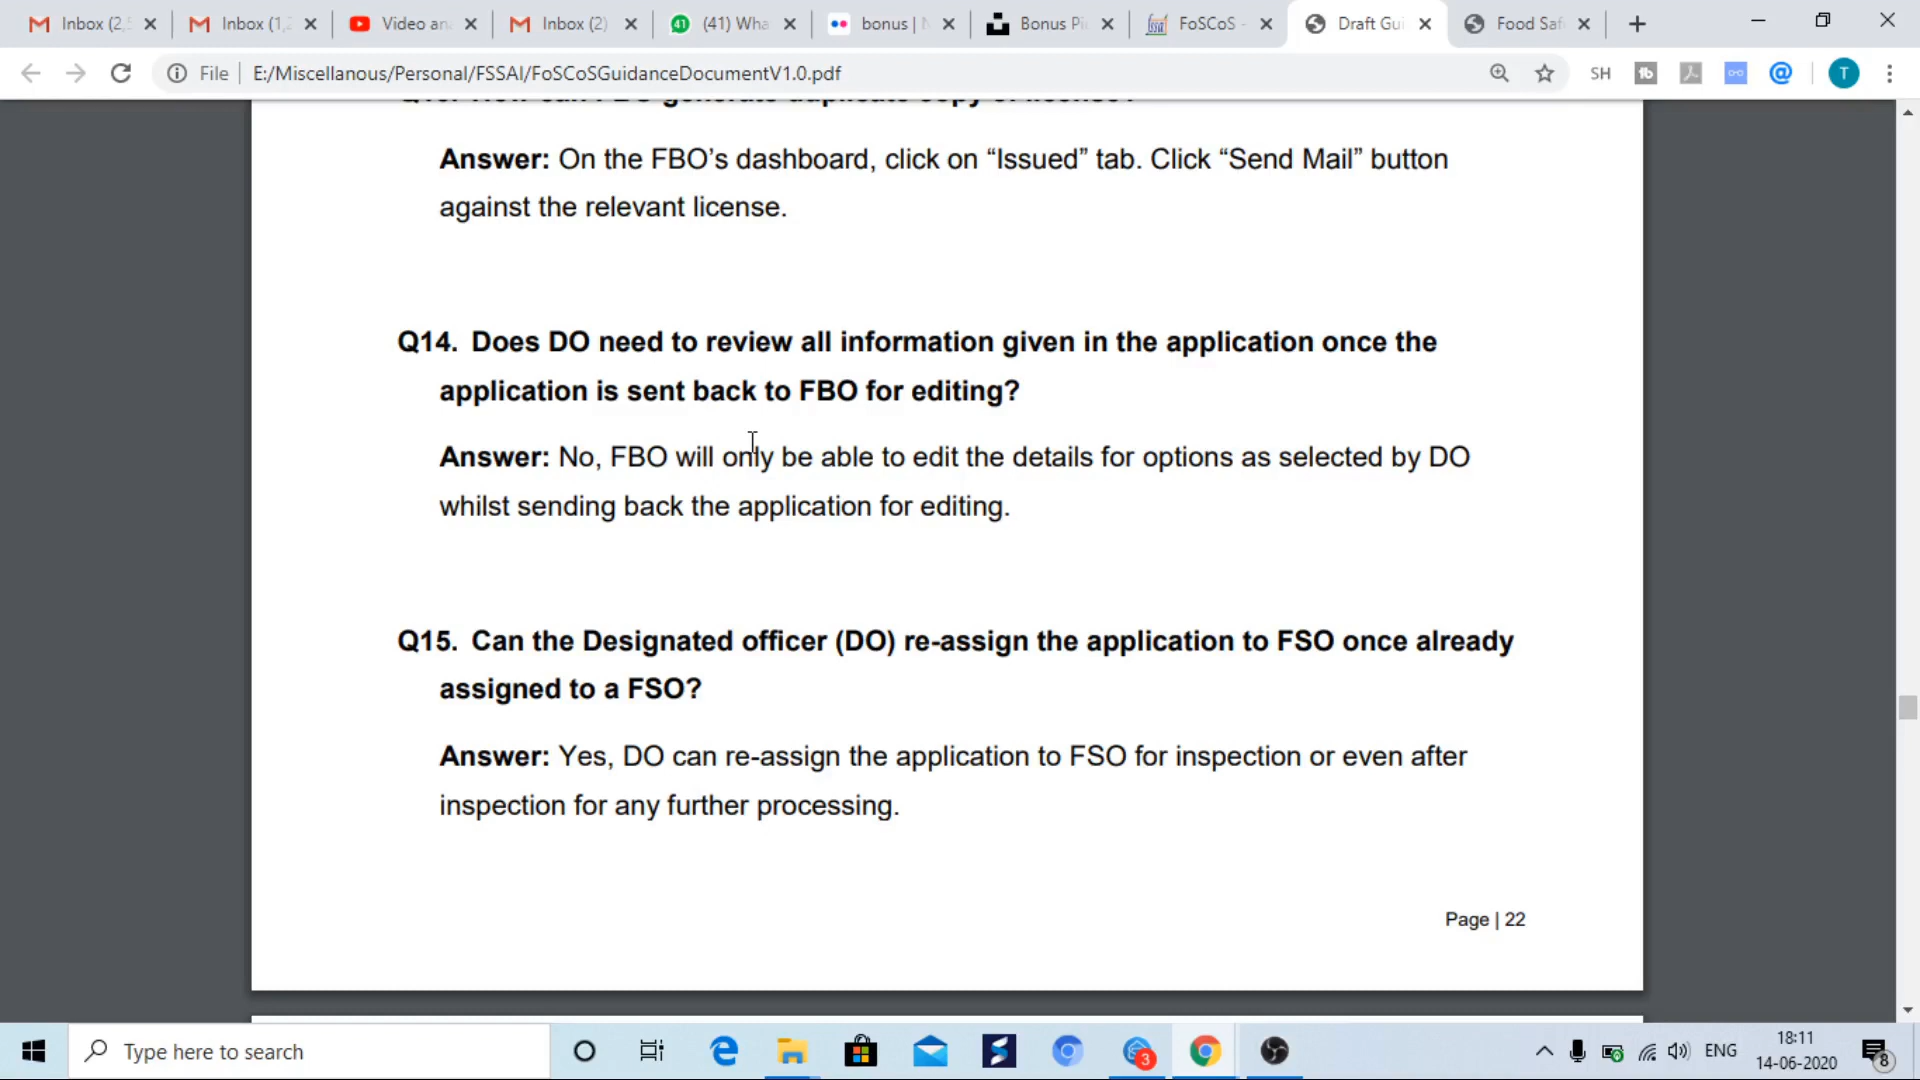 Inbox (2,
Inbox (1,
Video an
Inbox (2)
41
(41) Wha
bonus |
Bonus Pi
FoSCoS -
Draft Gui
Food Saf
File
E:/Miscellanous/Personal/FSSAI/FoSCoSGuidanceDocumentV1.0.pdf
SH
T
Answer: On the FBO’s dashboard, click on “Issued” tab. Click “Send Mail” button
against the relevant license.
Q14. Does DO need to review all information given in the application once the
application is sent back to FBO for editing?
Answer: No, FBO will only be able to edit the details for options as selected by DO
whilst sending back the application for editing.
Q15. Can the Designated officer (DO) re-assign the application to FSO once already
assigned to a FSO?
Answer: Yes, DO can re-assign the application to FSO for inspection or even after
inspection for any further processing.
Page | 22
Type here to search
3
ENG
18:11
14-06-2020
8